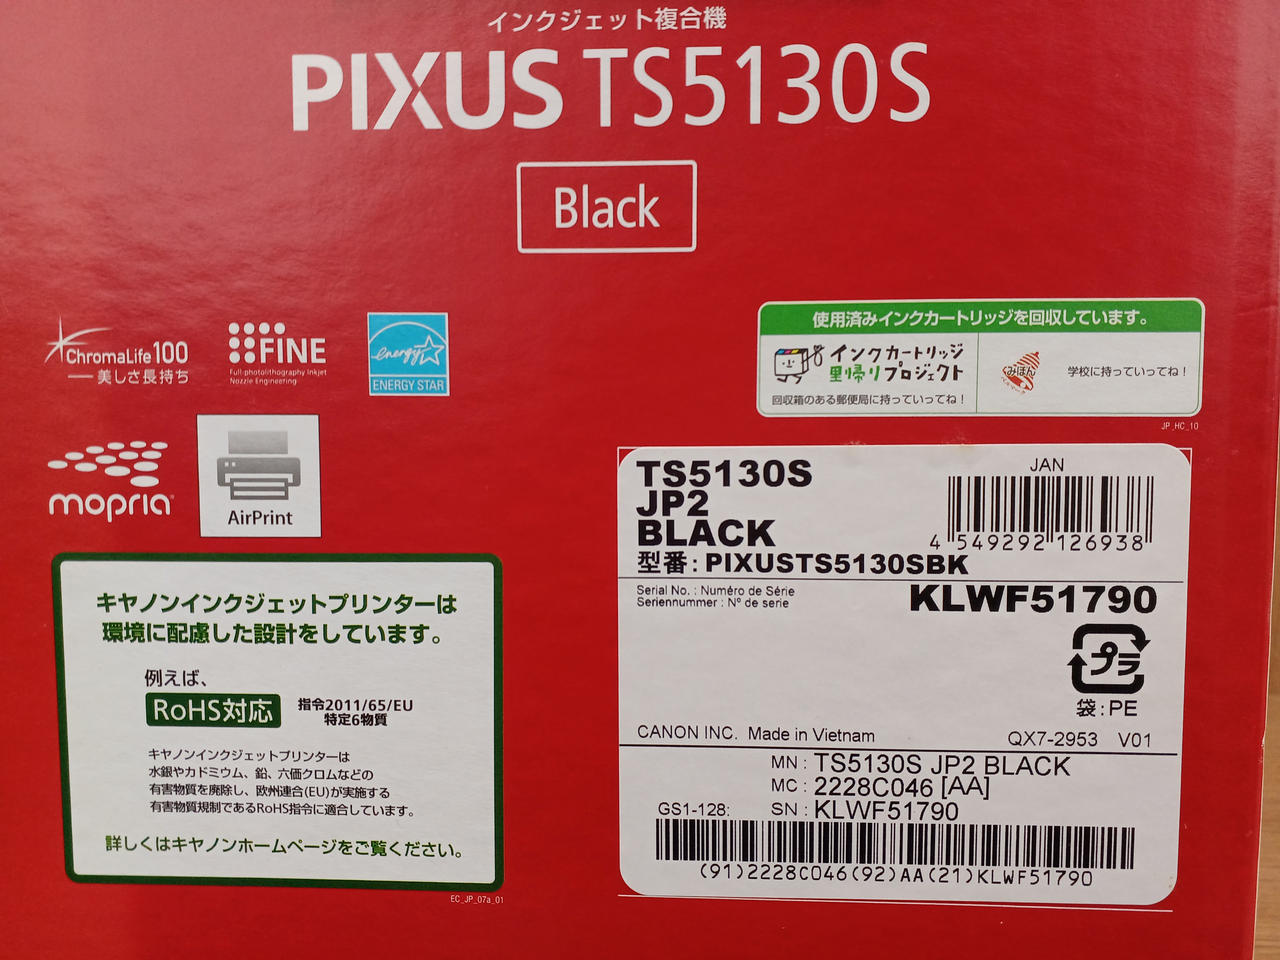 インクジェット複合機
PIXUS TS5130S
Black
ChromaLife100
美しさ長持ち
FINE
Full-photolithography Inkjet
Nozzle Engineering
energy
ENERGY STAR
mopria
AirPrint
使用済みインクカートリッジを回収しています。
インクカートリッジ
里帰りプロジェクト
回収箱のある郵便局に持っていってね!
みほん
ベルマーク
学校に持っていってね!
JP_HC_10
キヤノンインクジェットプリンターは
環境に配慮した設計をしています。
例えば、
RoHS対応
指令2011/65/EU
特定6物質
キヤノンインクジェットプリンターは
水銀やカドミウム、鉛、六価クロムなどの
有害物質を廃除し、欧州連合(EU)が実施する
有害物質規制であるRoHS指令に適合しています。
詳しくはキヤノンホームページをご覧ください。
EC_JP_07a_01
TS5130S
JP2
BLACK
型番:PIXUSTS5130SBK
JAN
4 549292 126938
Serial No. : Numéro de Série
Seriennummer : Nº de serie
KLWF51790
プラ
袋:PE
CANON INC. Made in Vietnam
QX7-2953 V01
MN : TS5130S JP2 BLACK
MC : 2228C046 [AA]
GS1-128: SN : KLWF51790
(91)2228C046(92)AA(21)KLWF51790